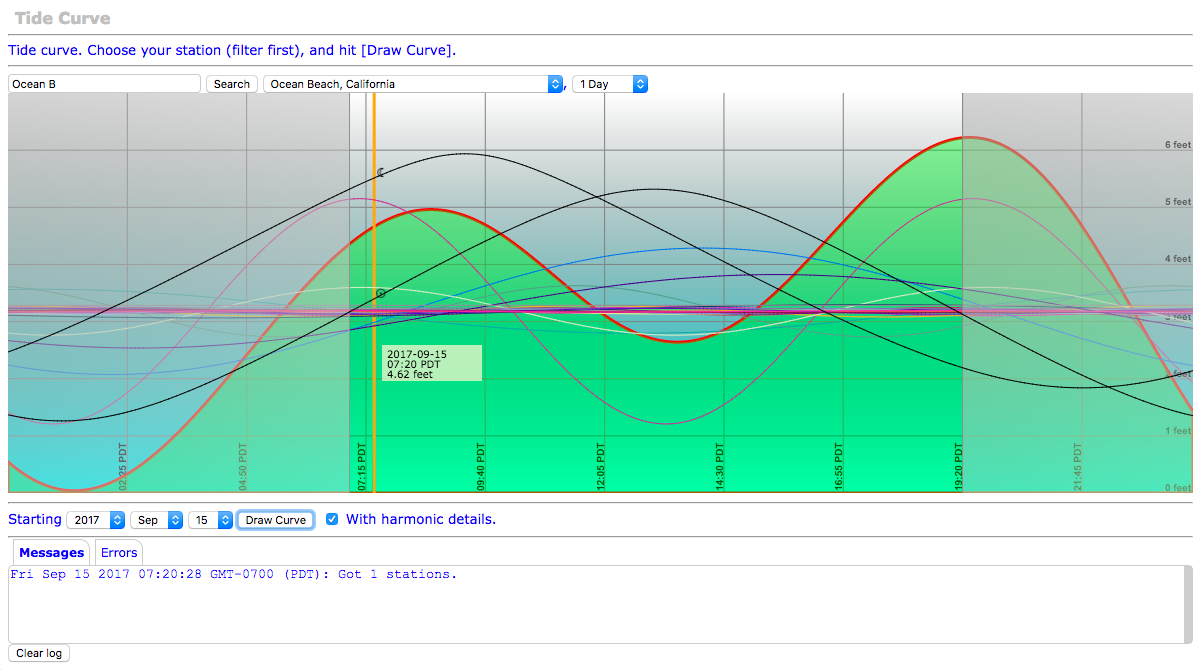 Tide Curve
Tide curve. Choose your station (filter first), and hit [Draw Curve].
Ocean B Search Ocean Beach, California , 1 Day
6 feet
5 feet
4 feet
3 feet
2 feet
1 feet
0 feet
2017-09-15
07:20 PDT
4.62 feet
02:25 PDT
04:50 PDT
07:15 PDT
09:40 PDT
12:05 PDT
14:30 PDT
16:55 PDT
19:20 PDT
21:45 PDT
Starting 2017 Sep 15 Draw Curve With harmonic details.
Messages Errors
Fri Sep 15 2017 07:20:28 GMT-0700 (PDT): Got 1 stations.
Clear log